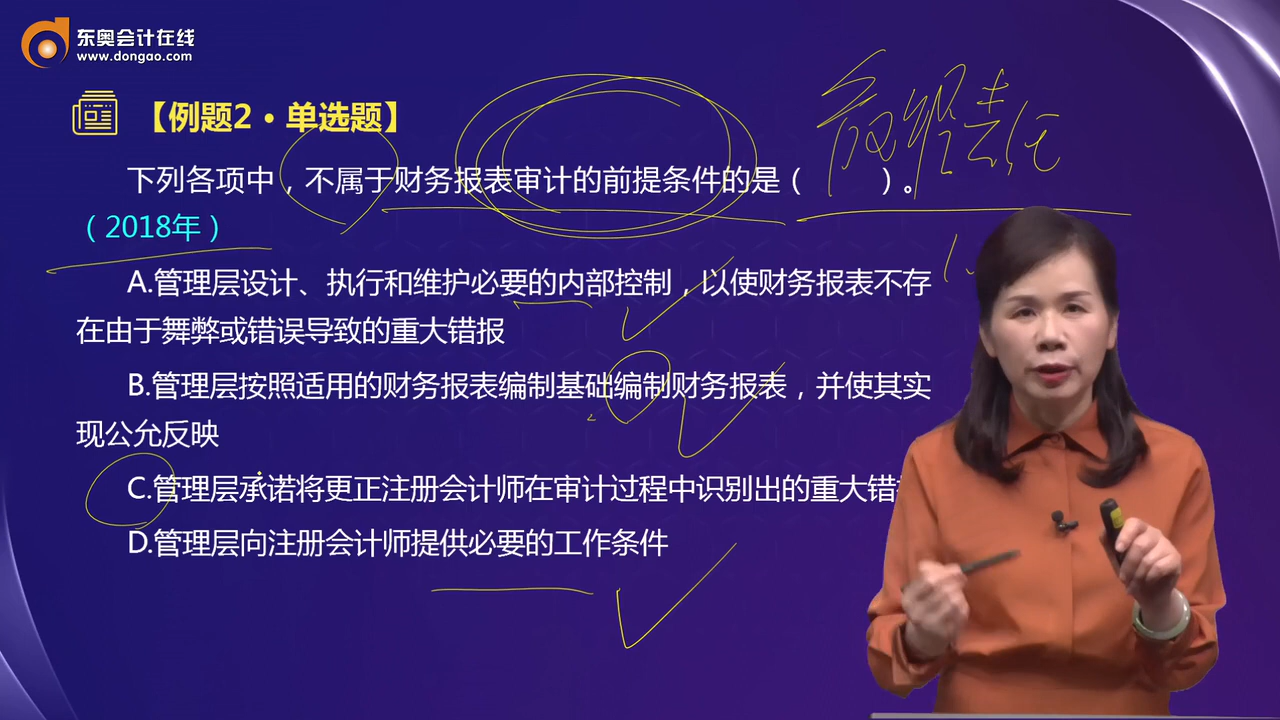 东奥会计在线
www.dongao.com
【例题2·单选题】
下列各项中，不属于财务报表审计的前提条件的是（ ）。
（2018年）
A.管理层设计、执行和维护必要的内部控制，以使财务报表不存
在由于舞弊或错误导致的重大错报
B.管理层按照适用的财务报表编制基础编制财务报表，并使其实
现公允反映
C.管理层承诺将更正注册会计师在审计过程中识别出的重大错
D.管理层向注册会计师提供必要的工作条件